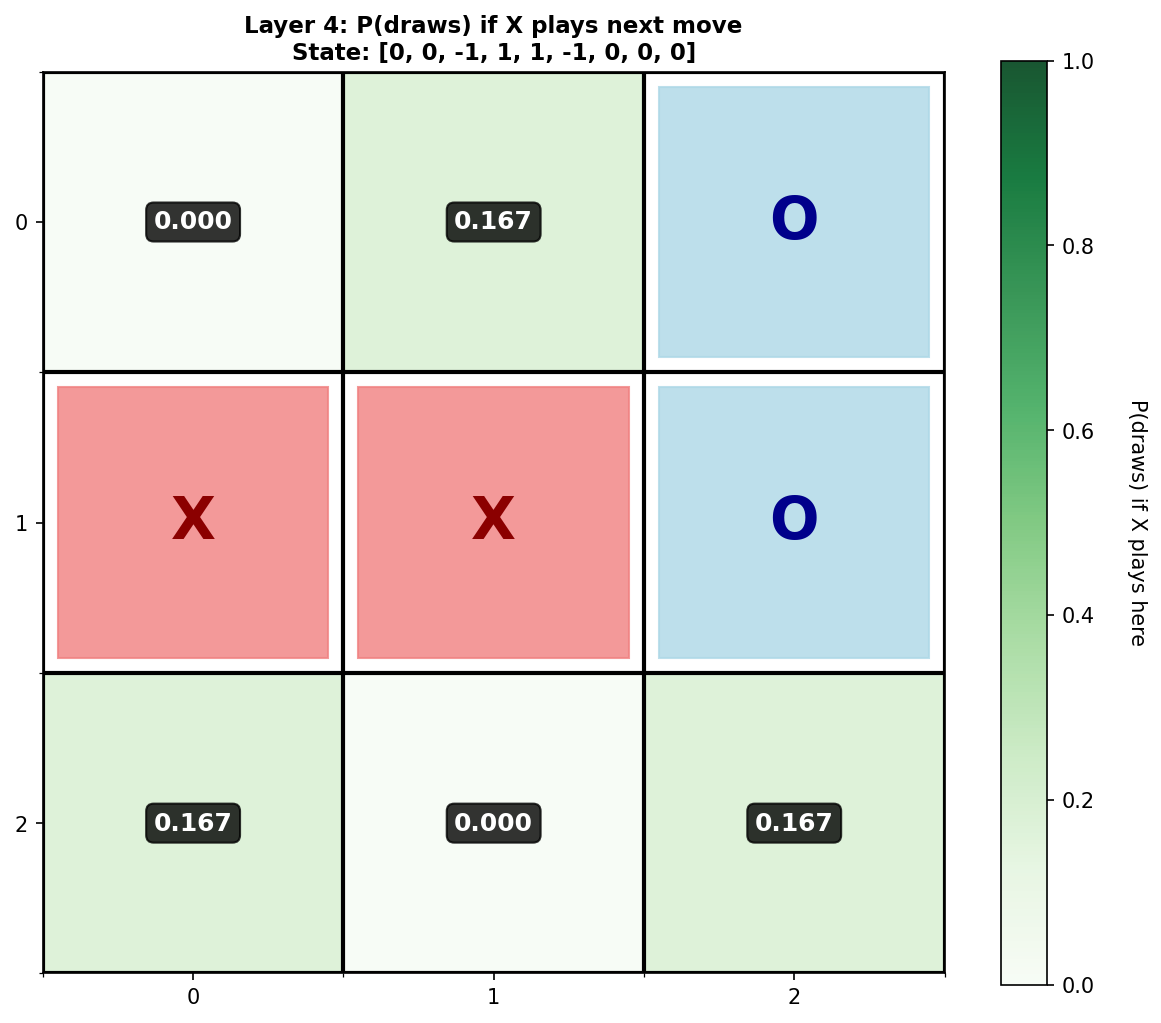 Layer 4: P(draws) if X plays next move
State: [0, 0, -1, 1, 1, -1, 0, 0, 0]
0
0.000
0.167
O
1
X
X
O
2
0.167
0.000
0.167
0
1
2
1.0
0.8
0.6
0.4
0.2
0.0
P(draws) if X plays here